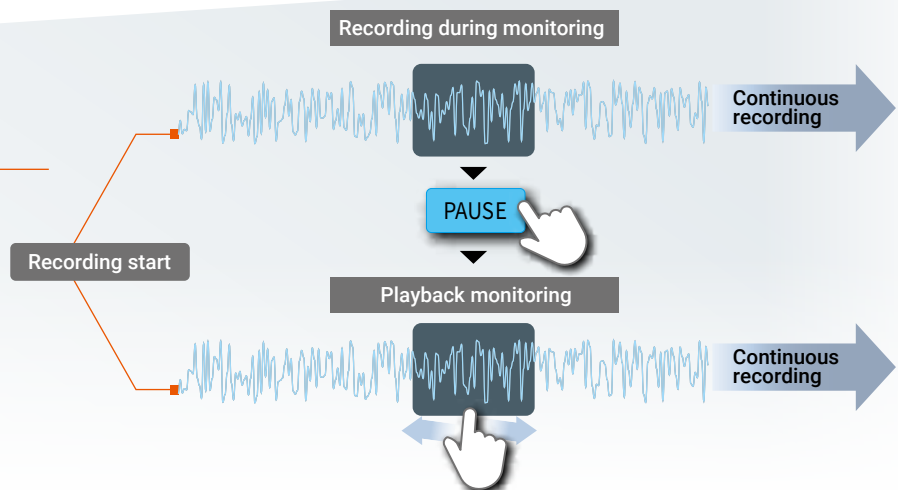 Recording during monitoring
Continuous
recording
PAUSE
Recording start
Playback monitoring
Continuous
recording